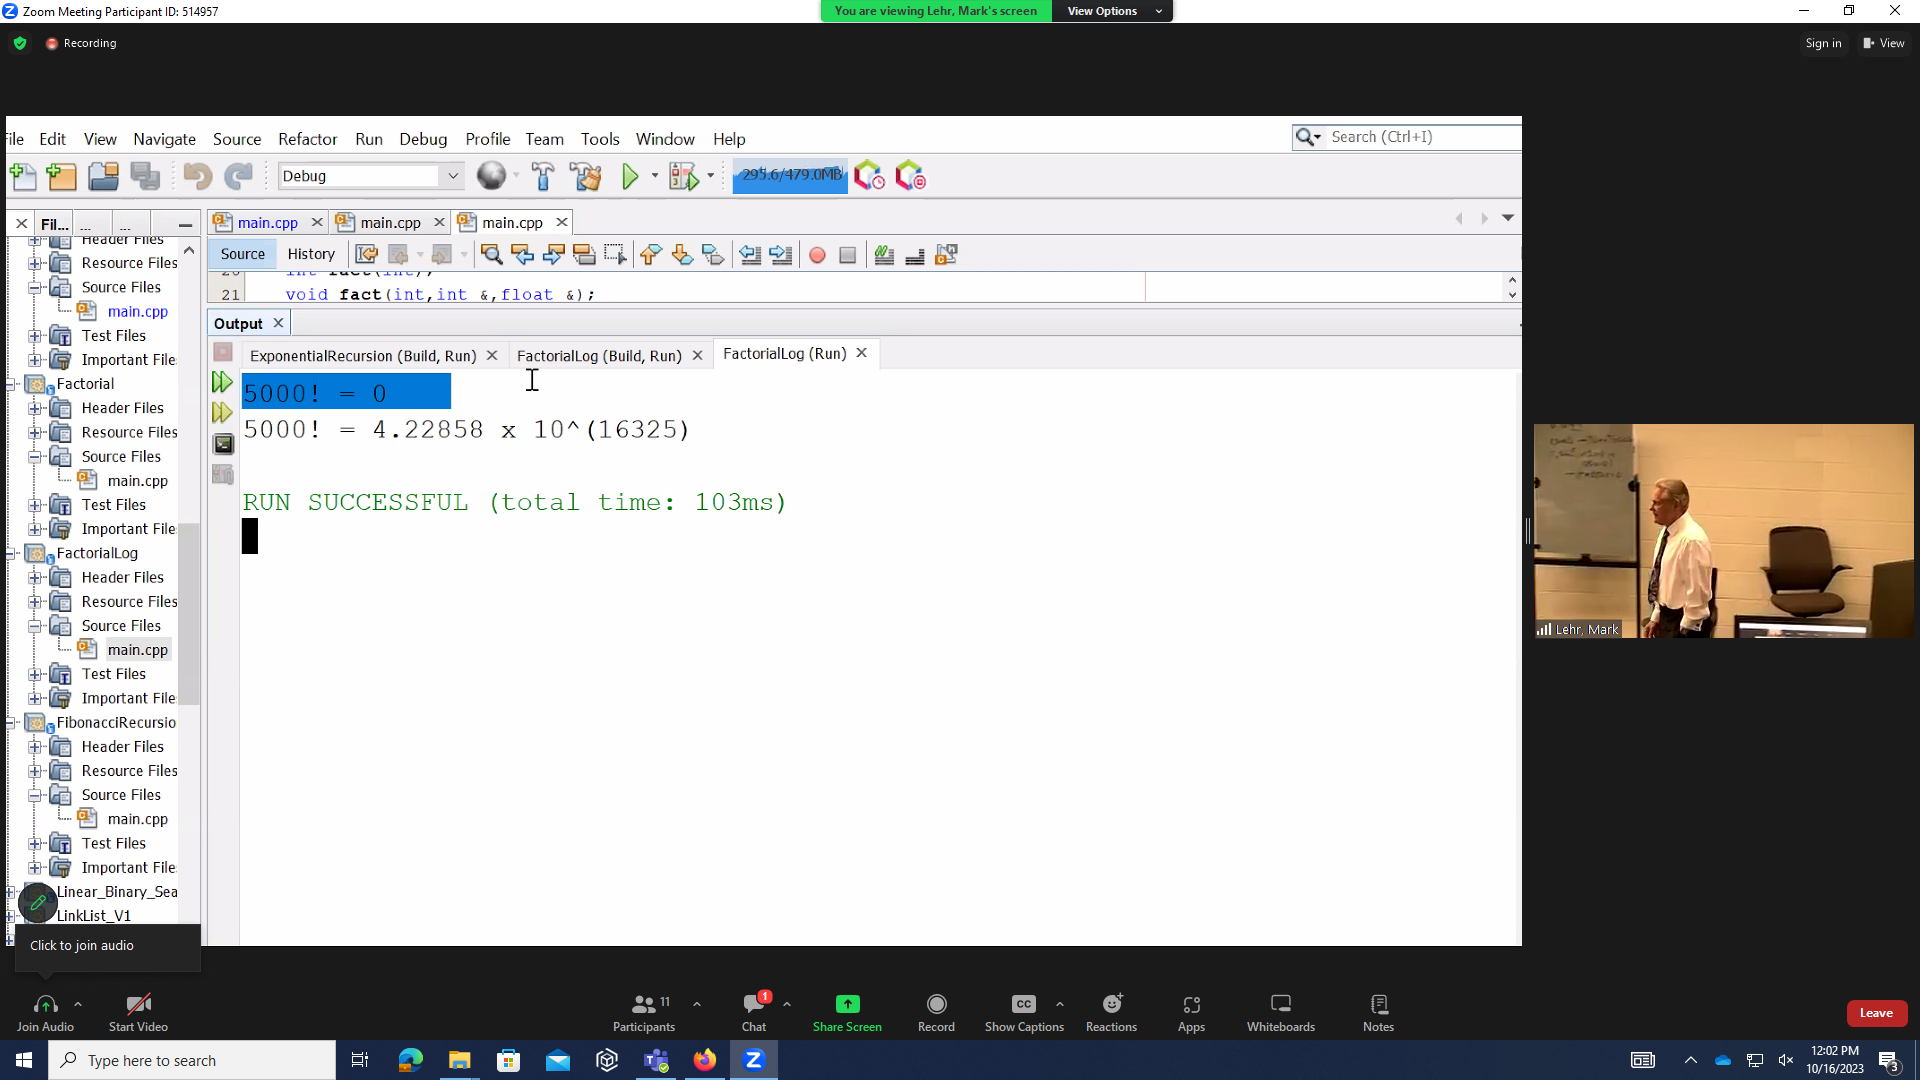 Zoom Meeting Participant ID: 514957
You are viewing Lehr, Mark's screen
View Options
Recording
Sign in
View
ile Edit View Navigate Source Refactor Run Debug Profile Team Tools Window Help
Search (Ctrl+I)
Debug
295.6/479.0MB
Fil... ... ...
main.cpp
main.cpp
main.cpp
Source History
Header Files
Resource Files
Source Files
main.cpp
Test Files
Important File
Factorial
Header Files
Resource Files
Source Files
main.cpp
Test Files
Important File
FactorialLog
Header Files
Resource Files
Source Files
main.cpp
Test Files
Important File
FibonacciRecursio
Header Files
Resource Files
Source Files
main.cpp
Test Files
Important File
Linear_Binary_Sea
LinkList_V1
20 int fact(int);
21 void fact(int,int &,float &);
Output
ExponentialRecursion (Build, Run)
FactorialLog (Build, Run)
FactorialLog (Run)
5000! = 0
5000! = 4.22858 x 10^(16325)
RUN SUCCESSFUL (total time: 103ms)
Lehr, Mark
Click to join audio
Join Audio
Start Video
11
Participants
1
Chat
Share Screen
Record
CC
Show Captions
Reactions
Apps
Whiteboards
Notes
Leave
Type here to search
12:02 PM
10/16/2023
3